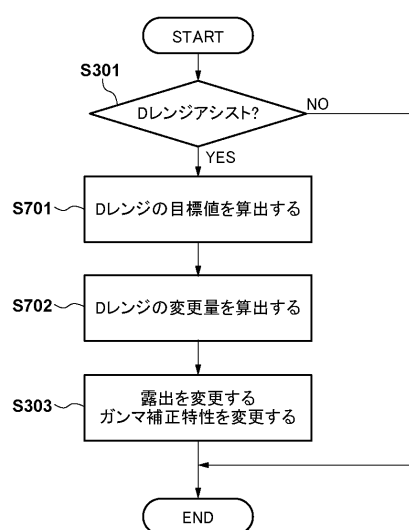 START
S301
Dレンジアシスト?
NO
YES
S701
Dレンジの目標値を算出する
S702
Dレンジの変更量を算出する
S303
露出を変更する
ガンマ補正特性を変更する
END